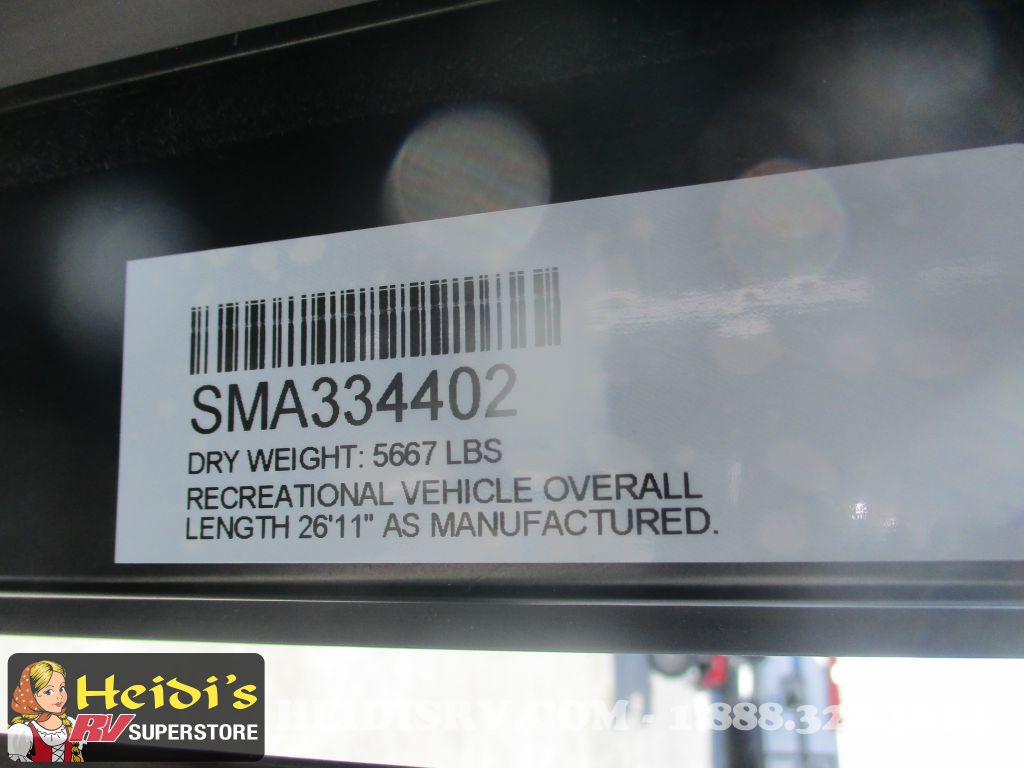 SMA334402
DRY WEIGHT: 5667 LBS
RECREATIONAL VEHICLE OVERALL
LENGTH 26'11" AS MANUFACTURED.
Heidi's
RV SUPERSTORE